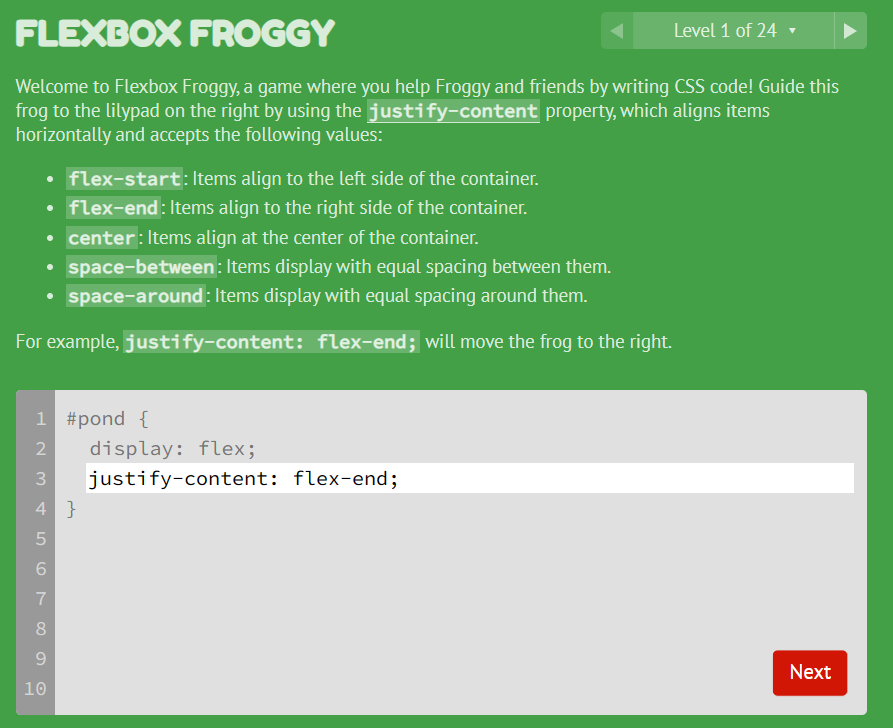 FLEXBOX FROGGY
Level 1 of 24
Welcome to Flexbox Froggy, a game where you help Froggy and friends by writing CSS code! Guide this
frog to the lilypad on the right by using the justify-content property, which aligns items
horizontally and accepts the following values:
• flex-start: Items align to the left side of the container.
• flex-end: Items align to the right side of the container.
• center: Items align at the center of the container.
• space-between: Items display with equal spacing between them.
• space-around: Items display with equal spacing around them.
For example, justify-content: flex-end; will move the frog to the right.
1 #pond {
2   display: flex;
3   justify-content: flex-end;
4 }
5
6
7
8
9
10
Next